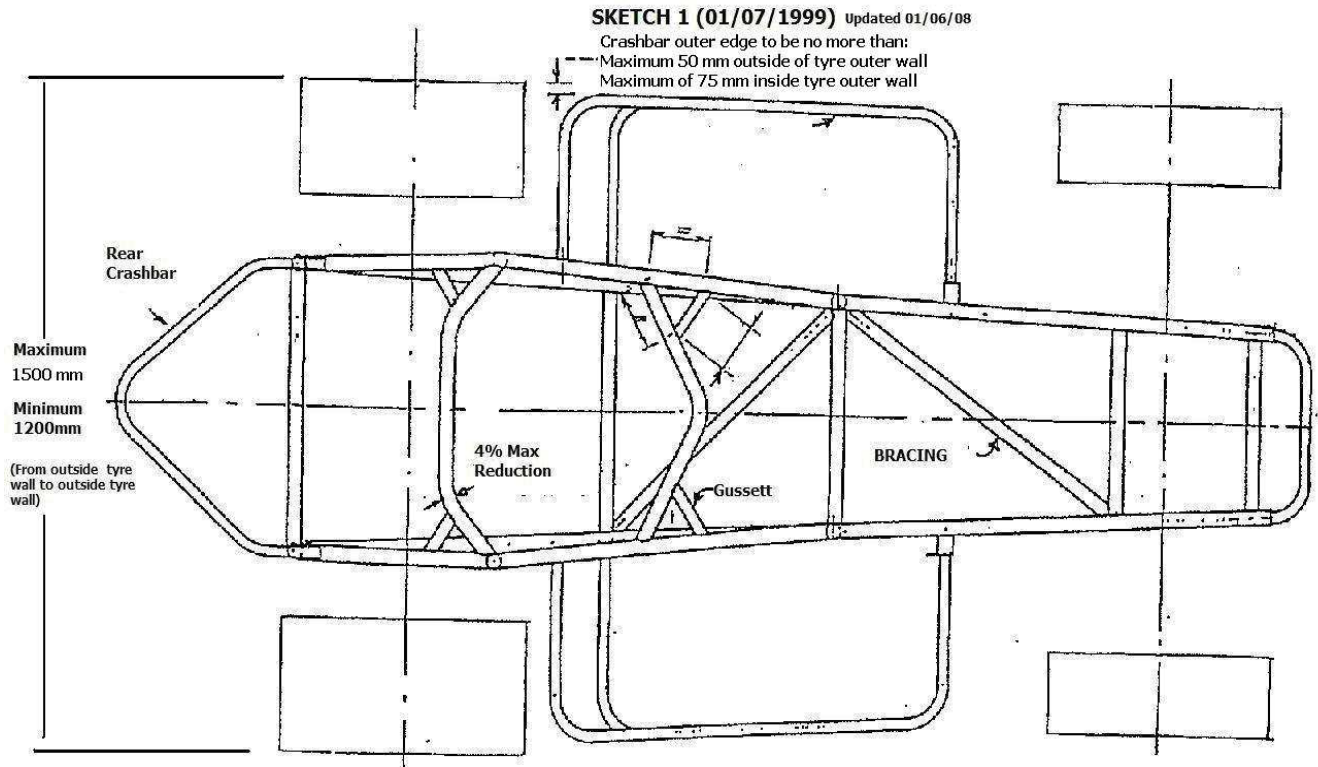 SKETCH 1 (01/07/1999) Updated 01/06/08
Crashbar outer edge to be no more than:
Maximum 50 mm outside of tyre outer wall
Maximum of 75 mm inside tyre outer wall
Rear
Crashbar
Maximum
1500 mm
Minimum
1200mm
(From outside tyre
wall to outside tyre
wall)
4% Max
Reduction
BRACING
Gussett